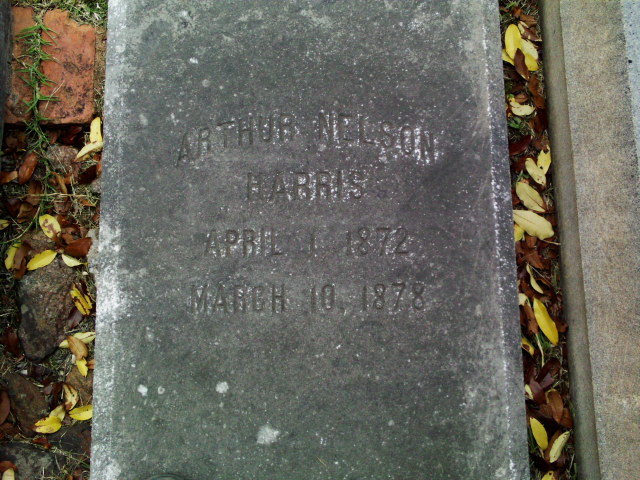 ARTHUR NELSON
HARRIS
APRIL 1, 1872
MARCH 10, 1878